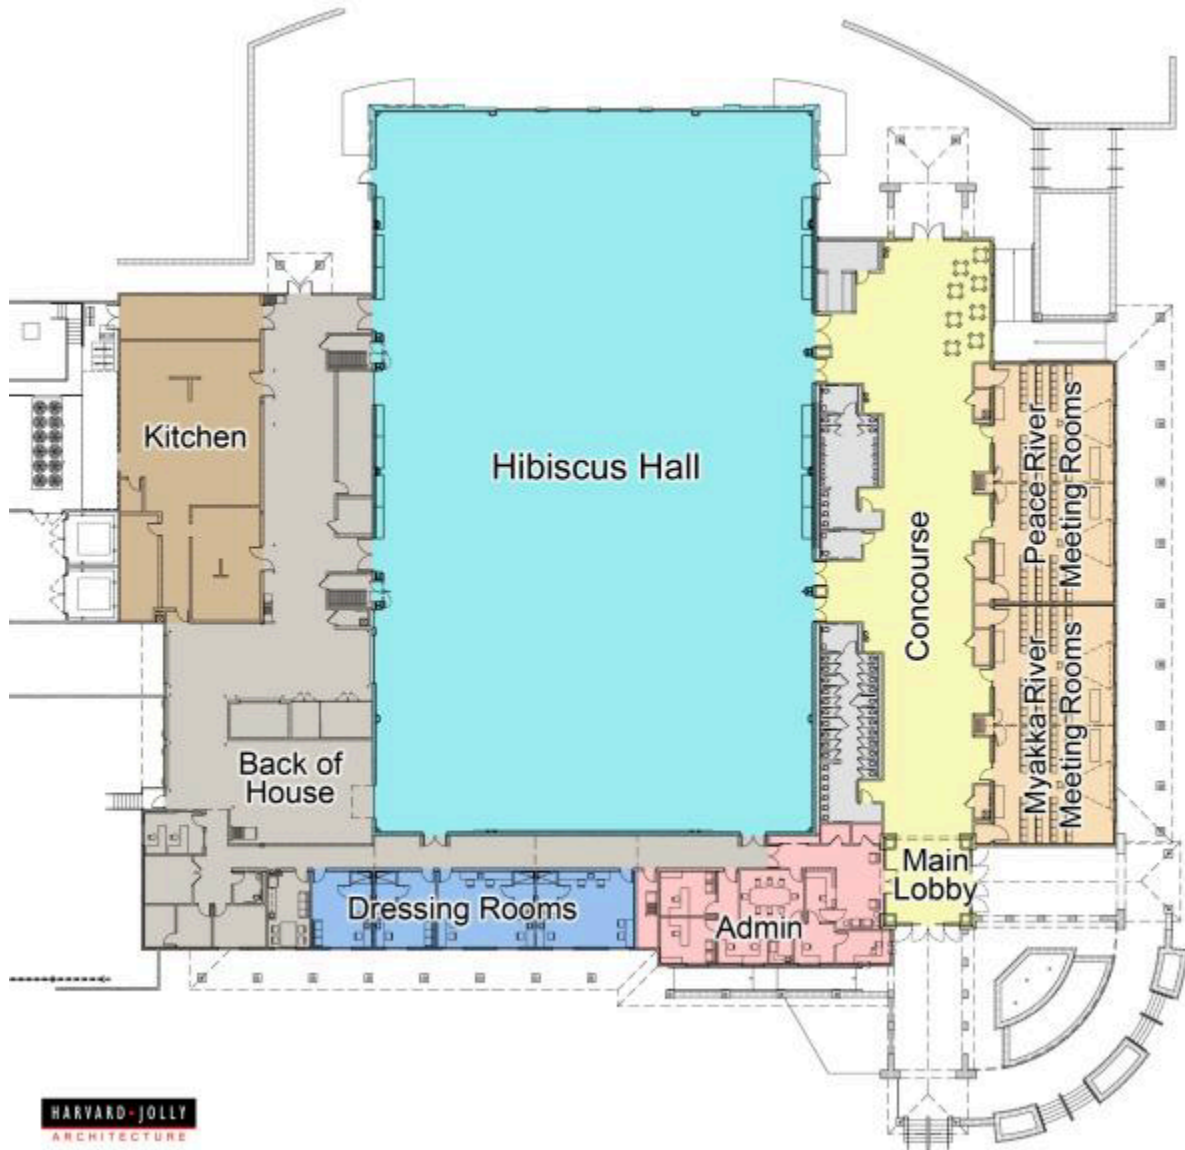 Kitchen
Hibiscus Hall
Concourse
Peace River
Meeting Rooms
Myakka River
Meeting Rooms
Back of
House
Main
Lobby
Dressing Rooms
Admin
HARVARD·JOLLY
ARCHITECTURE